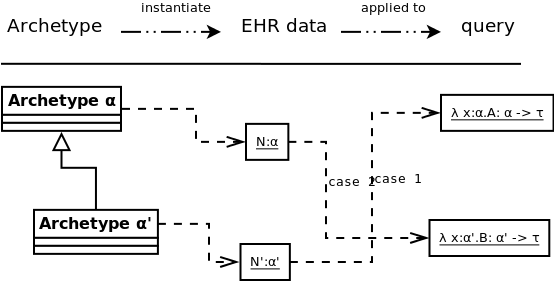 instantiate
applied to
Archetype
EHR data
query
Archetype α
λ x:α.A: α -> τ
N:α
case 2
case 1
Archetype α'
λ x:α'.B: α' -> τ
N':α'